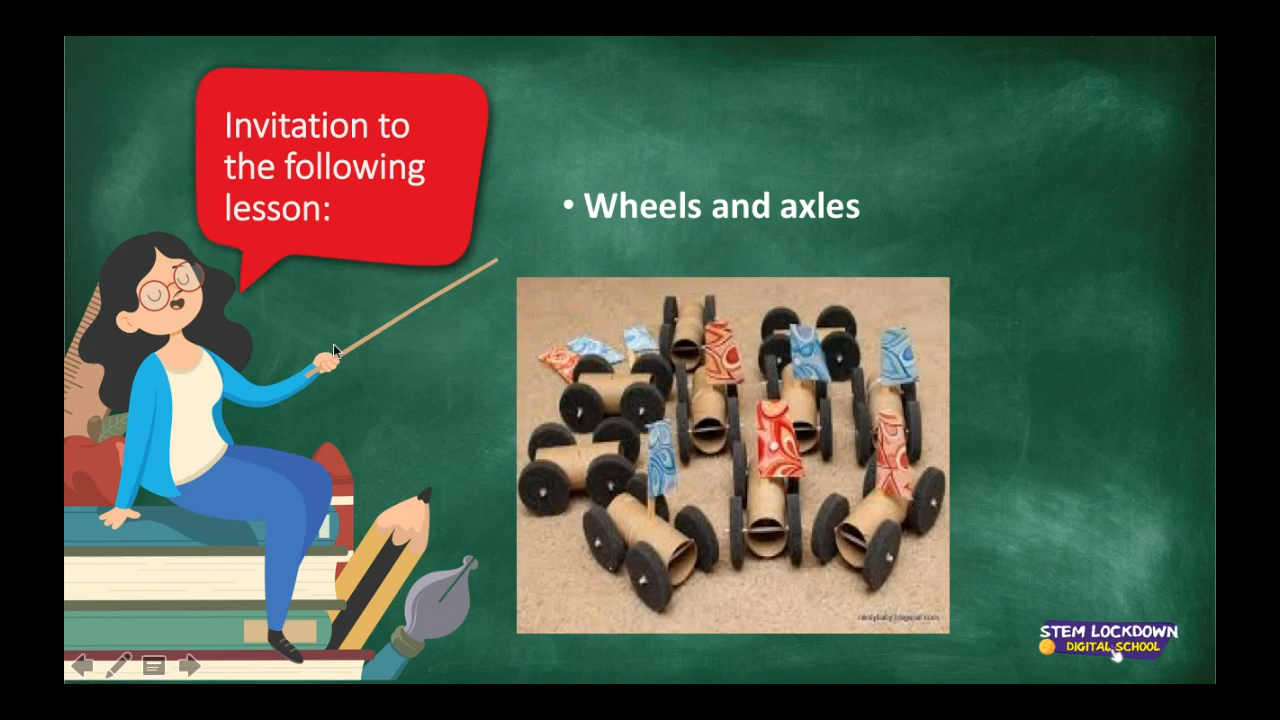 Invitation to
the following
lesson:
• Wheels and axles
STEM LOCKDOWN
DIGITAL SCHOOL